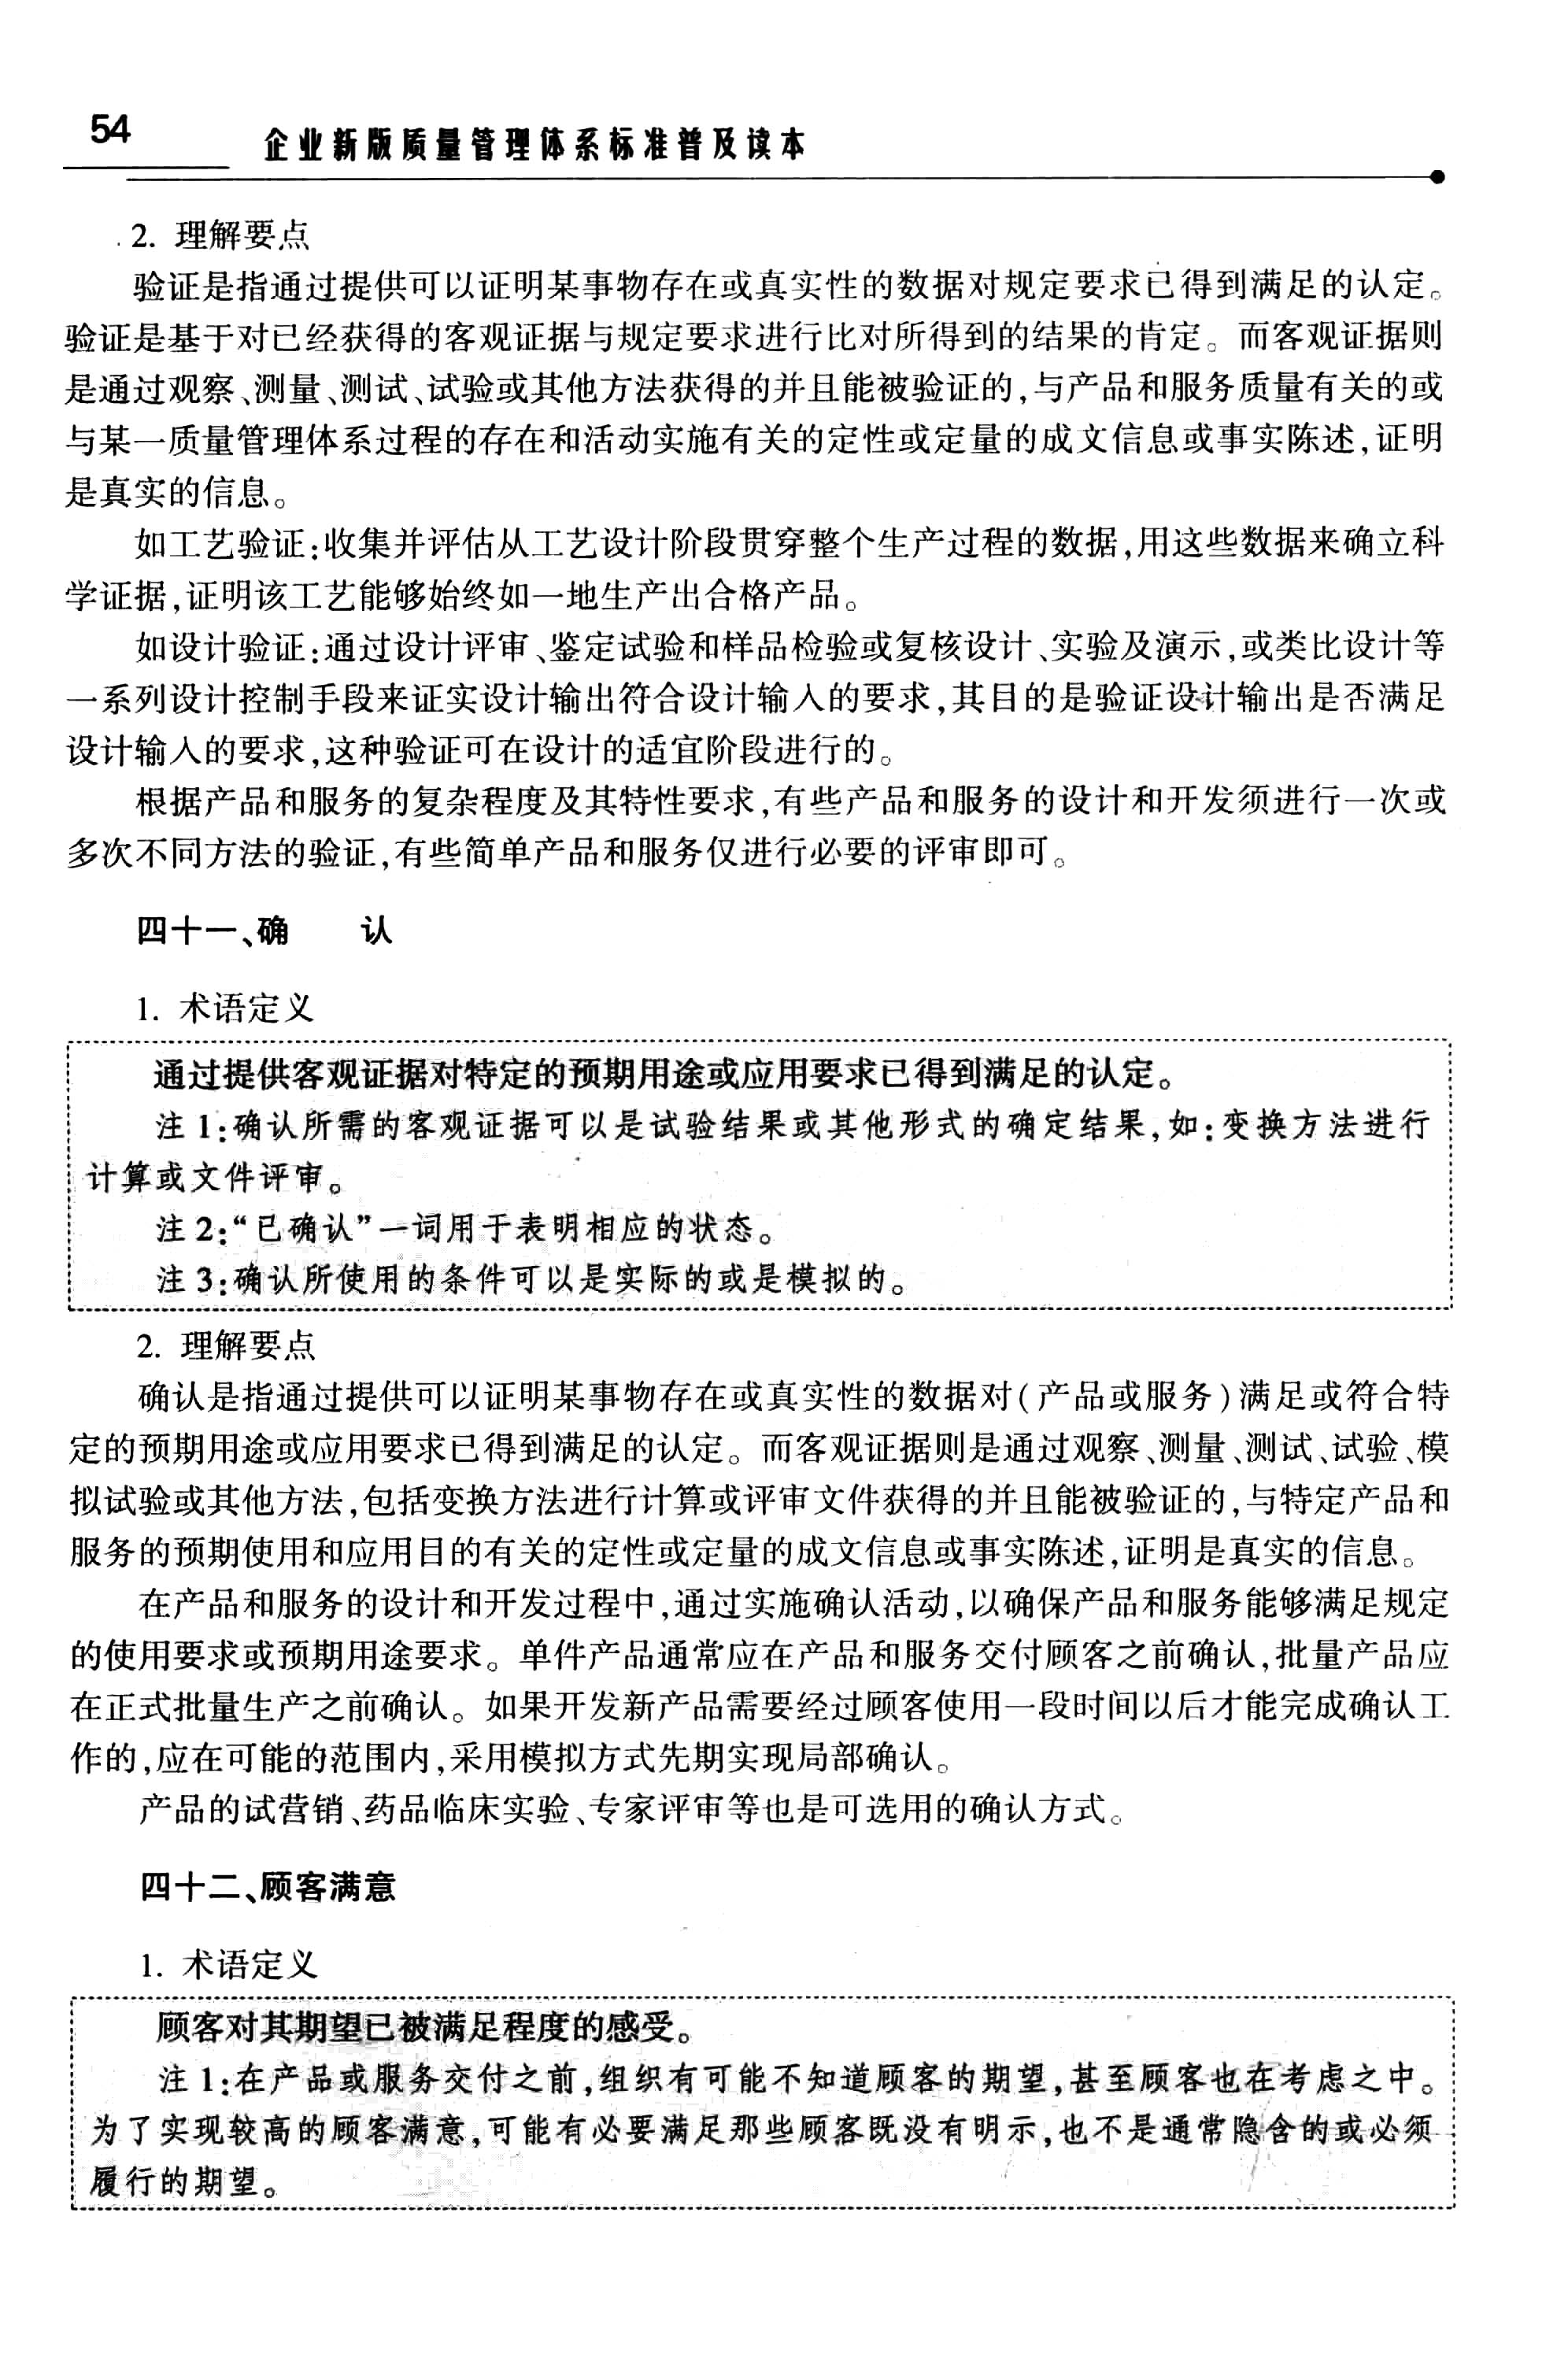 54
企业新版质量管理体系标准普及读本
2. 理解要点
验证是指通过提供可以证明某事物存在或真实性的数据对规定要求已得到满足的认定。
验证是基于对已经获得的客观证据与规定要求进行比对所得到的结果的肯定。而客观证据则
是通过观察、测量、测试、试验或其他方法获得的并且能被验证的,与产品和服务质量有关的或
与某一质量管理体系过程的存在和活动实施有关的定性或定量的成文信息或事实陈述,证明
是真实的信息。
如工艺验证:收集并评估从工艺设计阶段贯穿整个生产过程的数据,用这些数据来确立科
学证据,证明该工艺能够始终如一地生产出合格产品。
如设计验证:通过设计评审、鉴定试验和样品检验或复核设计、实验及演示,或类比设计等
一系列设计控制手段来证实设计输出符合设计输入的要求,其目的是验证设计输出是否满足
设计输入的要求,这种验证可在设计的适宜阶段进行的。
根据产品和服务的复杂程度及其特性要求,有些产品和服务的设计和开发须进行一次或
多次不同方法的验证,有些简单产品和服务仅进行必要的评审即可。
四十一、确 认
1. 术语定义
通过提供客观证据对特定的预期用途或应用要求已得到满足的认定。
注 1:确认所需的客观证据可以是试验结果或其他形式的确定结果,如:变换方法进行
计算或文件评审。
注 2:“已确认”一词用于表明相应的状态。
注 3:确认所使用的条件可以是实际的或是模拟的。
2. 理解要点
确认是指通过提供可以证明某事物存在或真实性的数据对(产品或服务)满足或符合特
定的预期用途或应用要求已得到满足的认定。而客观证据则是通过观察、测量、测试、试验、模
拟试验或其他方法,包括变换方法进行计算或评审文件获得的并且能被验证的,与特定产品和
服务的预期使用和应用目的有关的定性或定量的成文信息或事实陈述,证明是真实的信息。
在产品和服务的设计和开发过程中,通过实施确认活动,以确保产品和服务能够满足规定
的使用要求或预期用途要求。单件产品通常应在产品和服务交付顾客之前确认,批量产品应
在正式批量生产之前确认。如果开发新产品需要经过顾客使用一段时间以后才能完成确认工
作的,应在可能的范围内,采用模拟方式先期实现局部确认。
产品的试营销、药品临床实验、专家评审等也是可选用的确认方式。
四十二、顾客满意
1. 术语定义
顾客对其期望已被满足程度的感受。
注 1:在产品或服务交付之前,组织有可能不知道顾客的期望,甚至顾客也在考虑之中。
为了实现较高的顾客满意,可能有必要满足那些顾客既没有明示,也不是通常隐含的或必须
履行的期望。